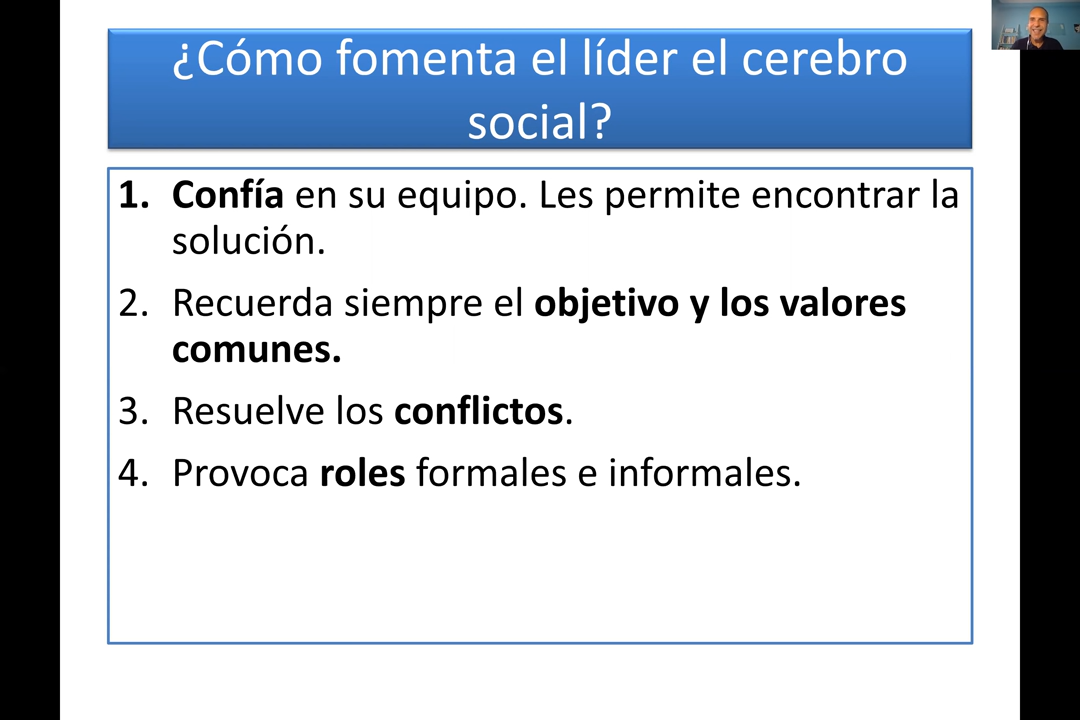 ¿Cómo fomenta el líder el cerebro
social?
1. Confía en su equipo. Les permite encontrar la
solución.
2. Recuerda siempre el objetivo y los valores
comunes.
3. Resuelve los conflictos.
4. Provoca roles formales e informales.